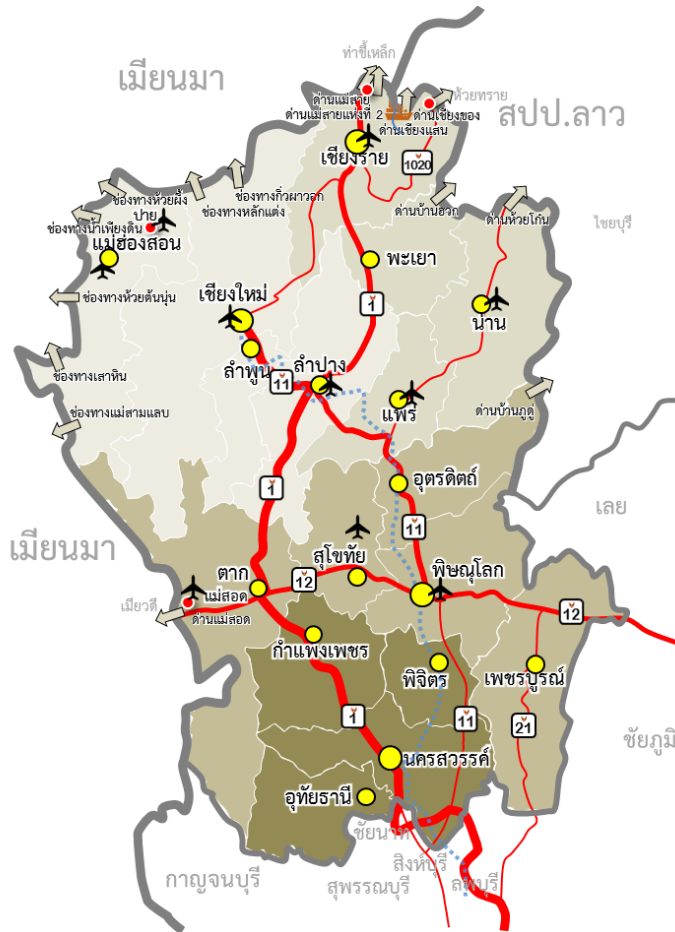 ท่าขี้เหล็ก
เมียนมา
ด่านแม่สาย
ห้วยทราย
ด่านแม่สายแห่งที่ 2
ด่านเชียงของ
สปป.ลาว
ด่านเชียงแสน
เชียงราย
1020
ช่องทางกิ่วผาวอก
ช่องทางห้วยผึ้ง
ช่องทางหลักแต่ง
ด่านบ้านฮวก
ด่านห้วยโก๋น
ไชยบุรี
ปาย
ช่องทางน้ำเพียงดิน
แม่ฮ่องสอน
พะเยา
ช่องทางห้วยต้นนุ่น
เชียงใหม่
1
น่าน
ลำพูน
ลำปาง
11
ช่องทางเสาหิน
แพร่
ด่านบ้านภูดู่
ช่องทางแม่สามแลบ
1
อุตรดิตถ์
เลย
11
เมียนมา
สุโขทัย
พิษณุโลก
ตาก
12
เมียวดี
แม่สอด
ด่านแม่สอด
12
กำแพงเพชร
พิจิตร
เพชรบูรณ์
1
11
21
ชัยภูมิ
นครสวรรค์
อุทัยธานี
ชัยนาท
สิงห์บุรี
กาญจนบุรี
สุพรรณบุรี
ลพบุรี